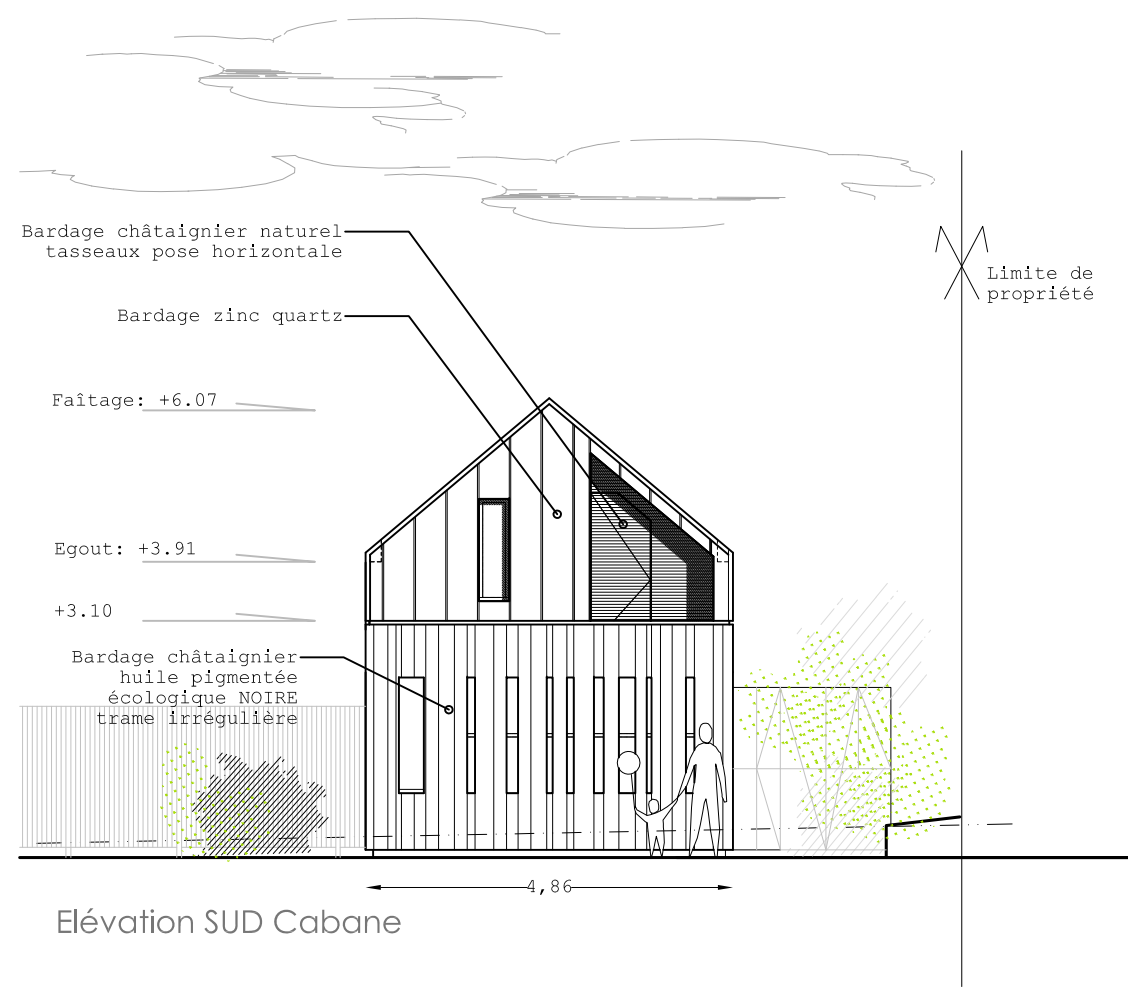 Bardage châtaignier naturel
tasseaux pose horizontale
Limite de
propriété
Bardage zinc quartz
Faîtage: +6.07
Egout: +3.91
+3.10
Bardage châtaignier
huile pigmentée
écologique NOIRE
trame irrégulière
4,86
Elévation SUD Cabane